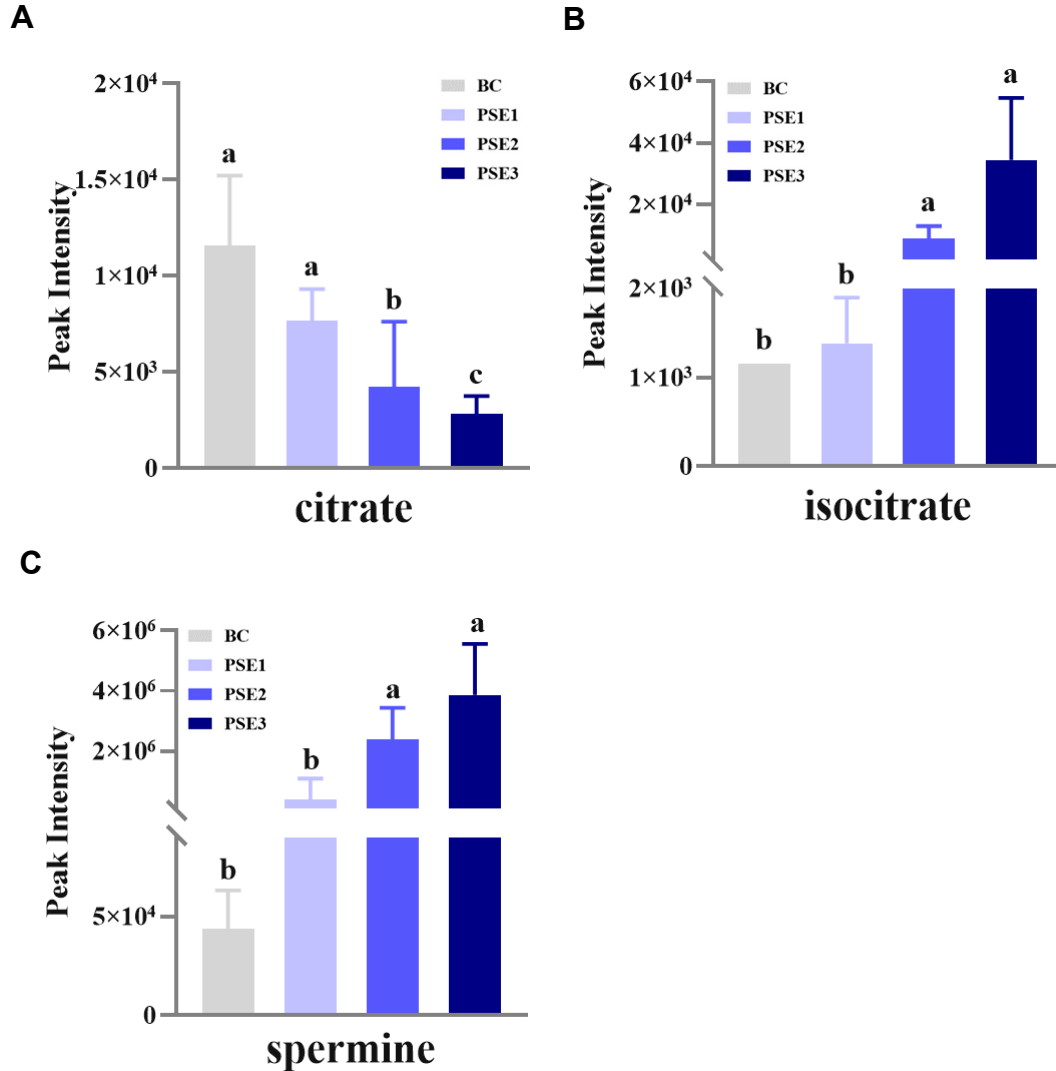 A
Peak Intensity
2×10⁴
1.5×10⁴
1×10⁴
5×10³
0
BC
PSE1
PSE2
PSE3
a
a
b
c
citrate
B
Peak Intensity
6×10⁴
4×10⁴
2×10⁴
2×10³
1×10³
0
BC
PSE1
PSE2
PSE3
b
b
a
a
isocitrate
C
Peak Intensity
6×10⁶
4×10⁶
2×10⁶
5×10⁴
0
BC
PSE1
PSE2
PSE3
b
b
a
a
spermine